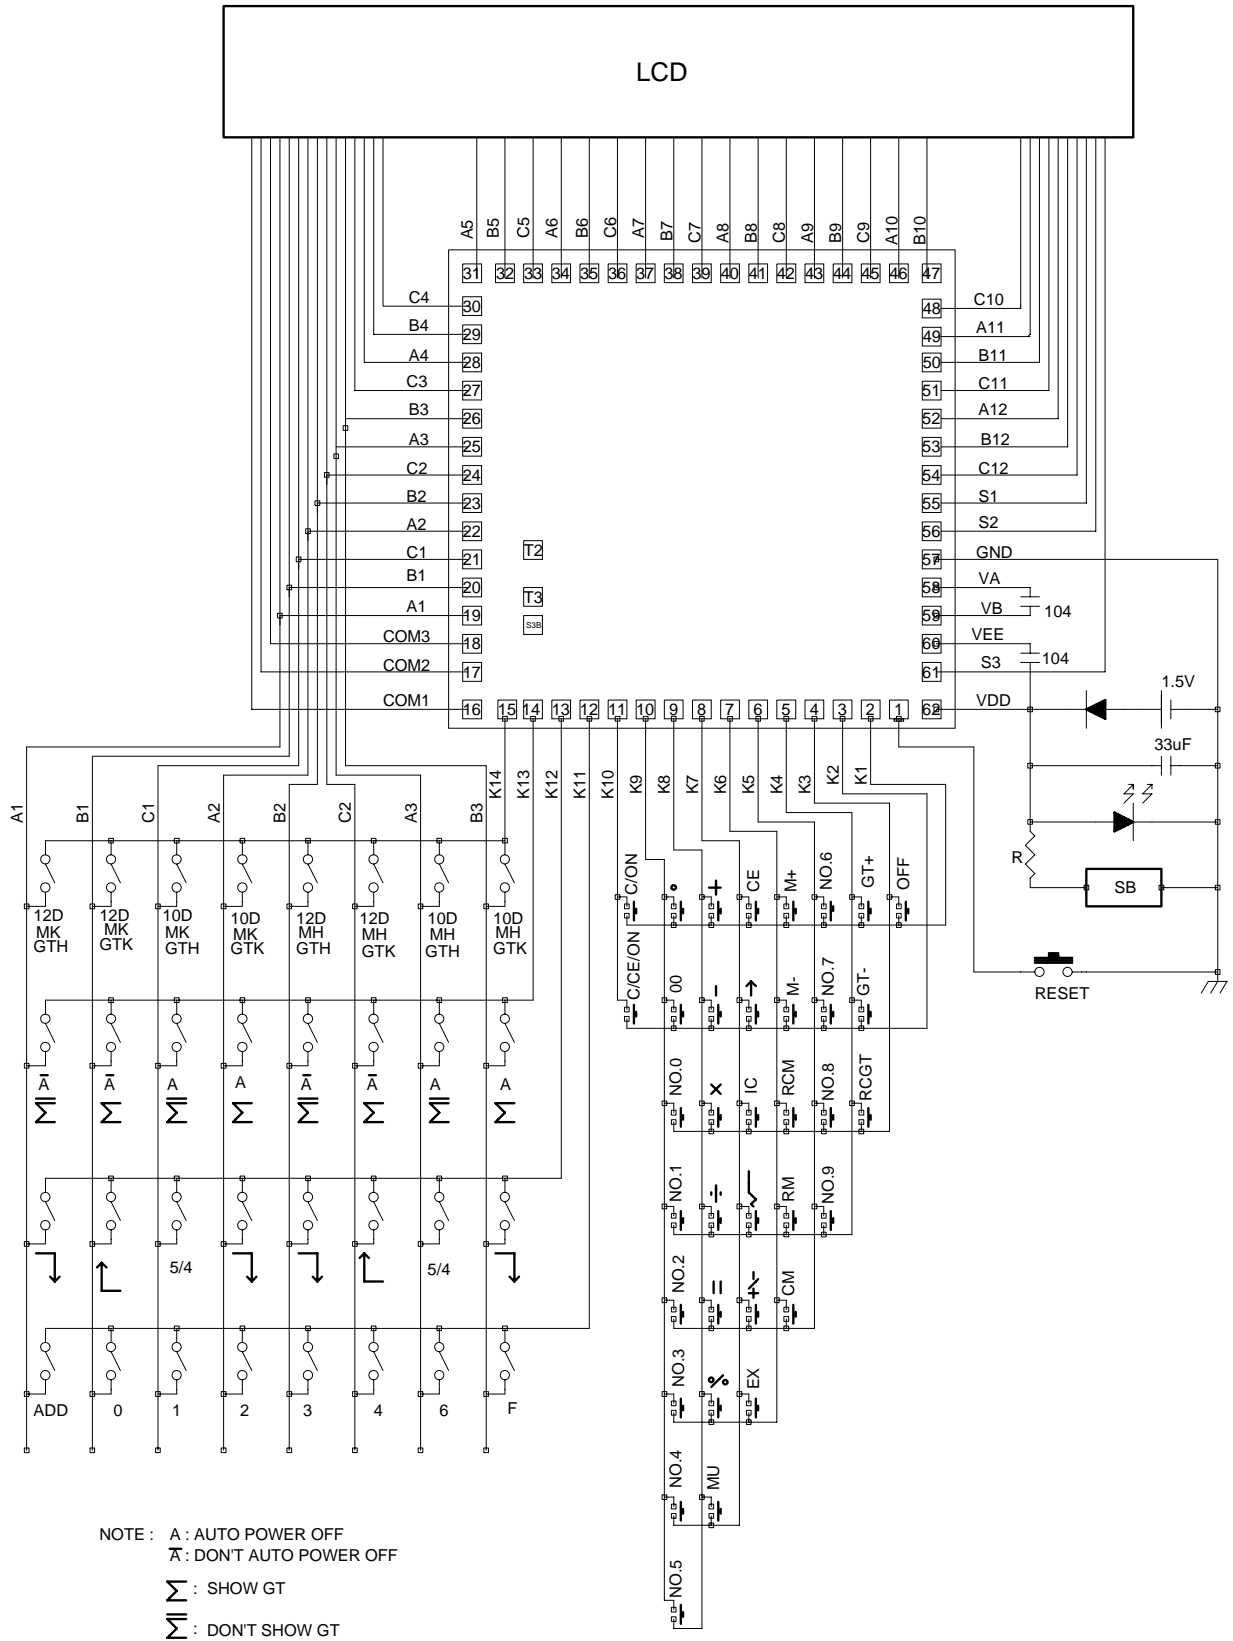 LCD
A5 B5 C5 A6 B6 C6 A7 B7 C7 A8 B8 C8 A9 B9 C9 A10 B10
31 32 33 34 35 36 37 38 39 40 41 42 43 44 45 46 47
C4 30
B4 29
A4 28
C3 27
B3 26
A3 25
C2 24
B2 23
A2 22
C1 21
B1 20
A1 19
COM3 18
COM2 17
COM1 16
48 C10
49 A11
50 B11
51 C11
52 A12
53 B12
54 C12
55 S1
56 S2
57 GND
58 VA
59 VB
60 VEE
61 S3
62 VDD
T2
T3
S3B
104
104
1.5V
33uF
R
SB
RESET
15 14 13 12 11 10 9 8 7 6 5 4 3 2 1
K14 K13 K12 K11 K10 K9 K8 K7 K6 K5 K4 K3 K2 K1
A1 B1 C1 A2 B2 C2 A3 B3
12D 12D 10D 10D 12D 12D 10D 10D
MK MK MK MK MH MH MH MH
GTH GTK GTH GTK GTH GTK GTH GTK
A̅ A̅ A A A̅ A̅ A A
Σ̿ Σ Σ̿ Σ Σ̿ Σ Σ̿ Σ
5/4 5/4
ADD 0 1 2 3 4 6 F
C/ON ∘ + CE M+ NO.6 GT+ OFF
C/CE/ON 00 − → M- NO.7 GT-
NO.0 × IC RCM NO.8 RCGT
NO.1 ÷ RM NO.9
NO.2 = +/- CM
NO.3 % EX
NO.4 MU
NO.5
NOTE : A : AUTO POWER OFF
A̅ : DON'T AUTO POWER OFF
Σ : SHOW GT
Σ̿ : DON'T SHOW GT